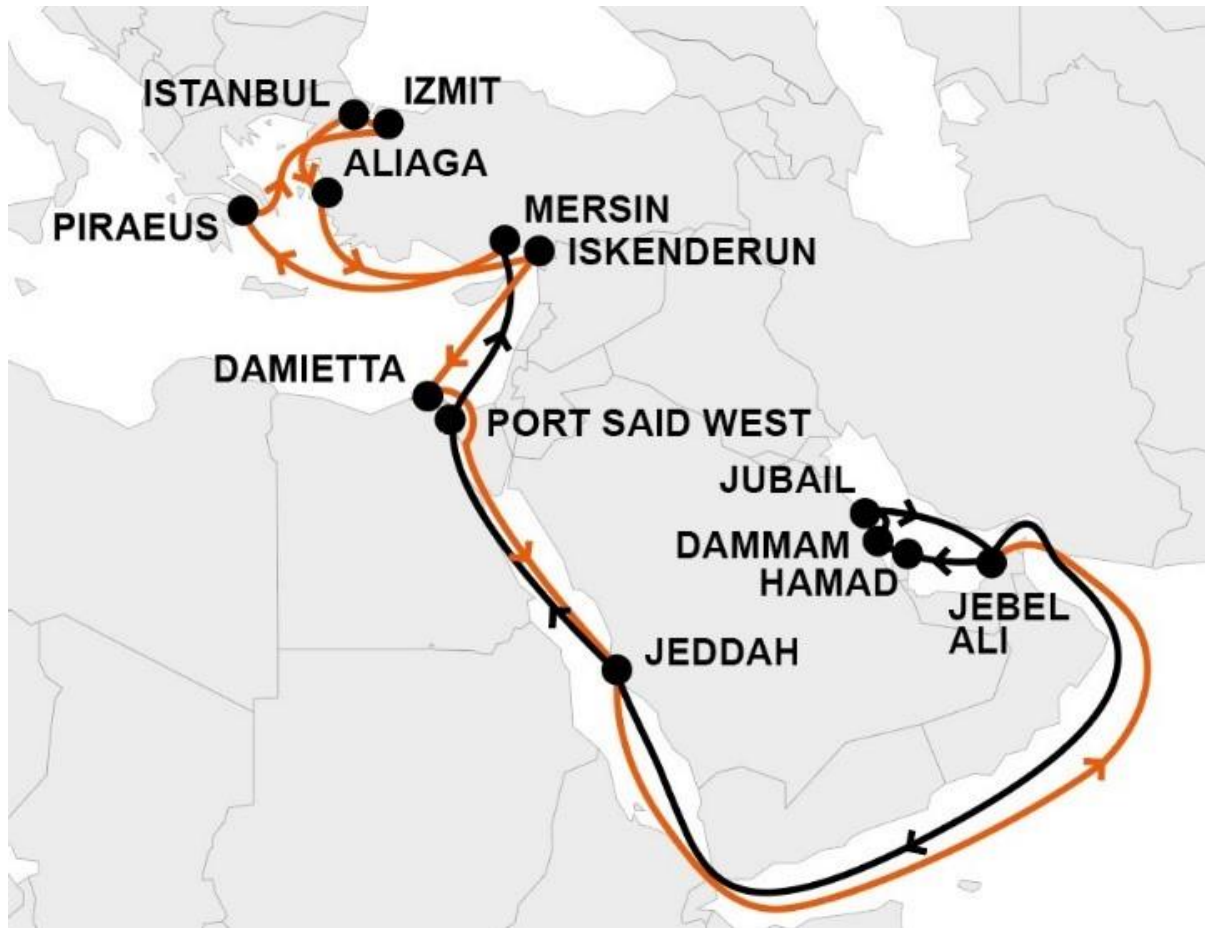 ISTANBUL
IZMIT
ALIAGA
PIRAEUS
MERSIN
ISKENDERUN
DAMIETTA
PORT SAID WEST
JUBAIL
DAMMAM
HAMAD
JEBEL
ALI
JEDDAH